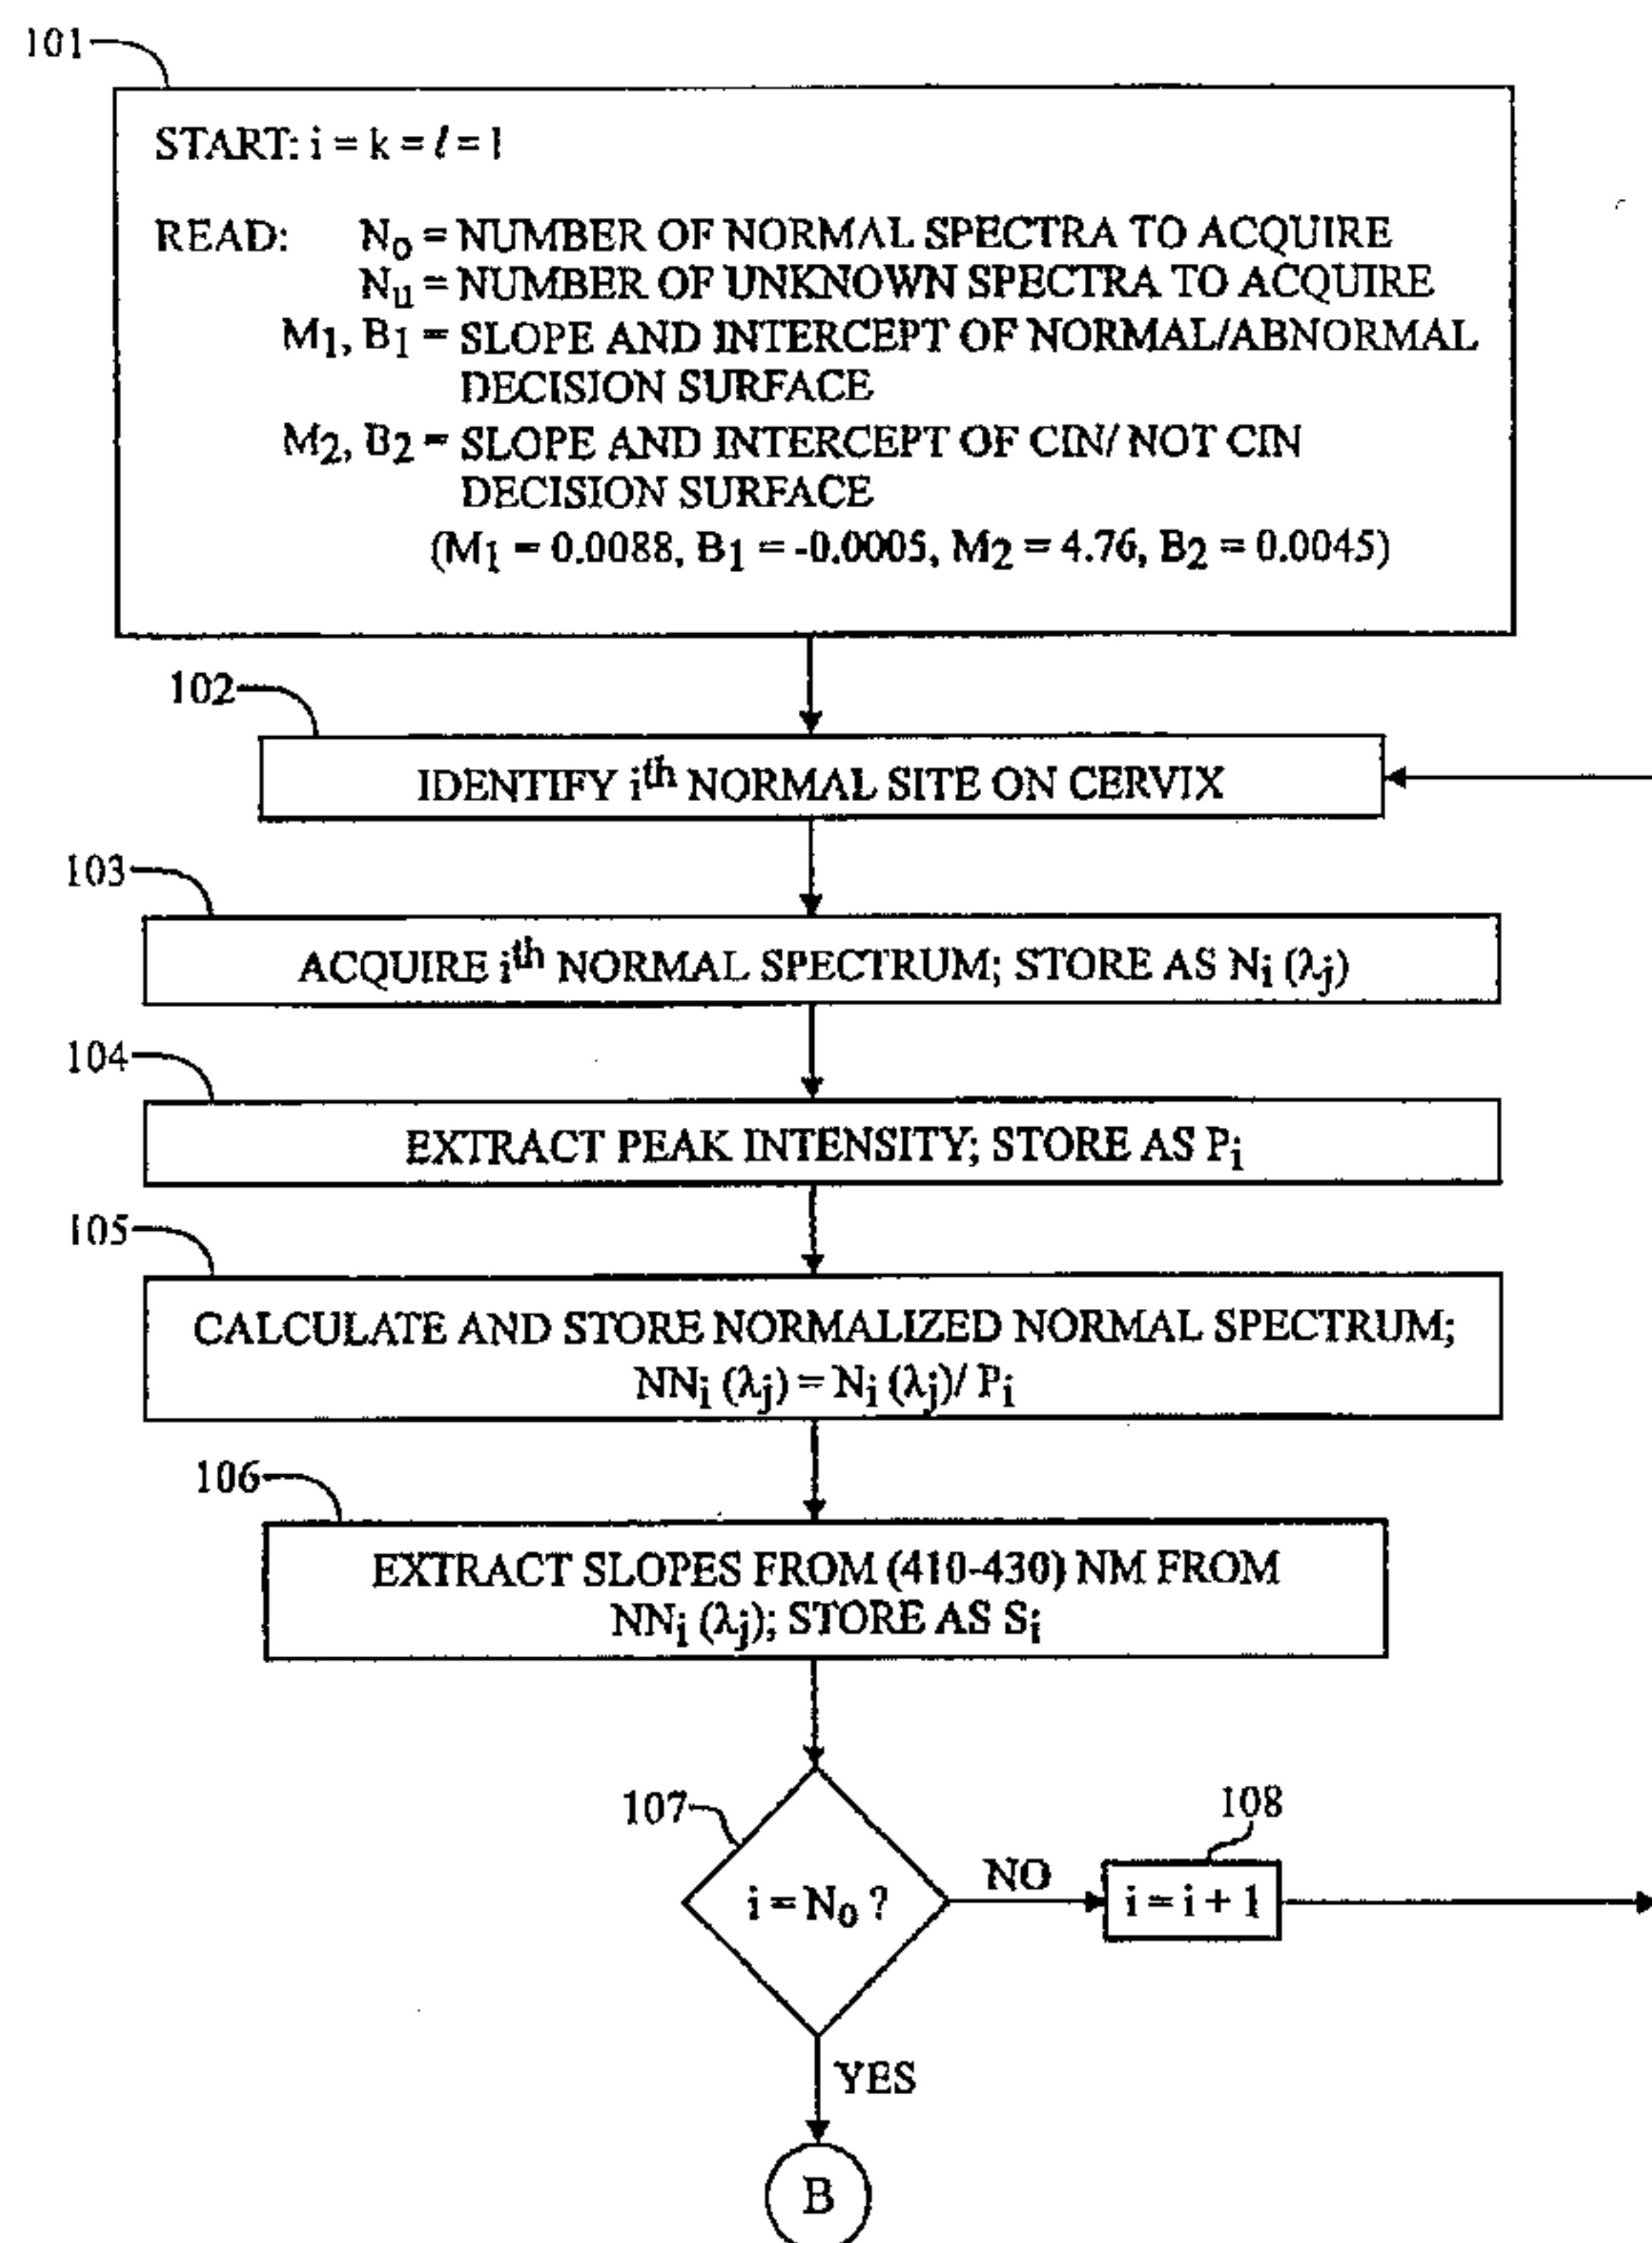 101
START: i = k = ℓ = 1
READ: N₀ = NUMBER OF NORMAL SPECTRA TO ACQUIRE
Nᵤ = NUMBER OF UNKNOWN SPECTRA TO ACQUIRE
M₁, B₁ = SLOPE AND INTERCEPT OF NORMAL/ABNORMAL
DECISION SURFACE
M₂, B₂ = SLOPE AND INTERCEPT OF CIN/ NOT CIN
DECISION SURFACE
(M₁ = 0.0088, B₁ = -0.0005, M₂ = 4.76, B₂ = 0.0045)
102
IDENTIFY iᵗʰ NORMAL SITE ON CERVIX
103
ACQUIRE iᵗʰ NORMAL SPECTRUM; STORE AS Nᵢ (λⱼ)
104
EXTRACT PEAK INTENSITY; STORE AS Pᵢ
105
CALCULATE AND STORE NORMALIZED NORMAL SPECTRUM;
NNᵢ (λⱼ) = Nᵢ (λⱼ)/ Pᵢ
106
EXTRACT SLOPES FROM (410-430) NM FROM
NNᵢ (λⱼ); STORE AS Sᵢ
107
i = N₀ ?
NO
108
i = i + 1
YES
B